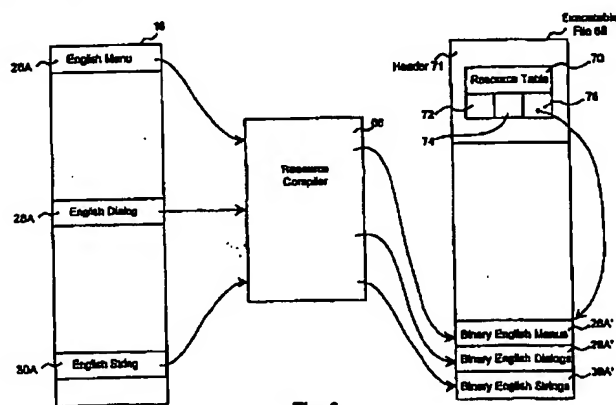 16
Executable
File 68
26A
English Menu
Header 71
70
Resource Table
72
76
74
66
Resource
Compiler
28A
English Dialog
30A
English String
Binary English Menus
26A'
Binary English Dialogs
28A'
Binary English Strings
30A'